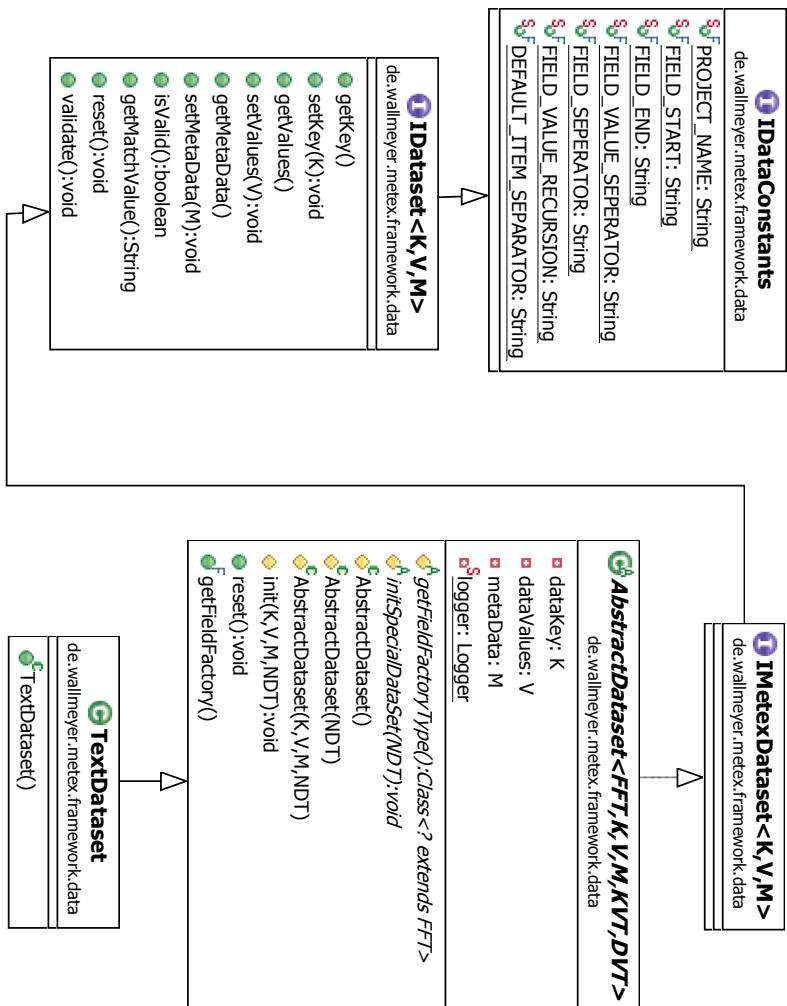 IDataConstants
de.wallmeyer.metex.framework.data
PROJECT_NAME: String
FIELD_START: String
FIELD_END: String
FIELD_VALUE_SEPERATOR: String
FIELD_SEPERATOR: String
FIELD_VALUE_RECURSION: String
DEFAULT_ITEM_SEPARATOR: String
IDataset<K,V,M>
de.wallmeyer.metex.framework.data
getKey()
setKey(K):void
getValues()
setValues(V):void
getMetaData()
setMetaData(M):void
isValid():boolean
getMatchValue():String
reset():void
validate():void
IMetexDataset<K,V,M>
de.wallmeyer.metex.framework.data
AbstractDataset<FFT,K,V,M,KVT,DVT>
de.wallmeyer.metex.framework.data
dataKey: K
dataValues: V
metaData: M
logger: Logger
getFieldFactoryType():Class<? extends FFT>
initSpecialDataSet(NDT):void
AbstractDataset()
AbstractDataset(NDT)
AbstractDataset(K,V,M,NDT)
init(K,V,M,NDT):void
reset():void
getFieldFactory()
TextDataset
de.wallmeyer.metex.framework.data
TextDataset()